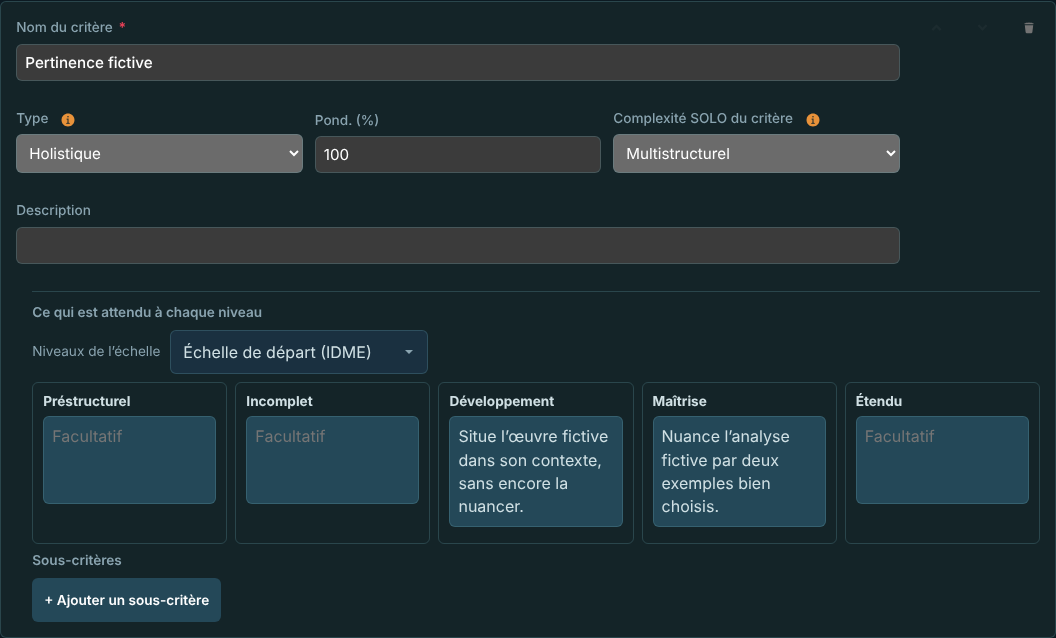 Nom du critère *
Pertinence fictive
Type
Pond. (%)
Complexité SOLO du critère
Holistique
100
Multistructurel
Description
Ce qui est attendu à chaque niveau
Niveaux de l’échelle
Échelle de départ (IDME)
Préstructurel
Facultatif
Incomplet
Facultatif
Développement
Situe l’œuvre fictive
dans son contexte,
sans encore la
nuancer.
Maîtrise
Nuance l’analyse
fictive par deux
exemples bien
choisis.
Étendu
Facultatif
Sous-critères
+ Ajouter un sous-critère